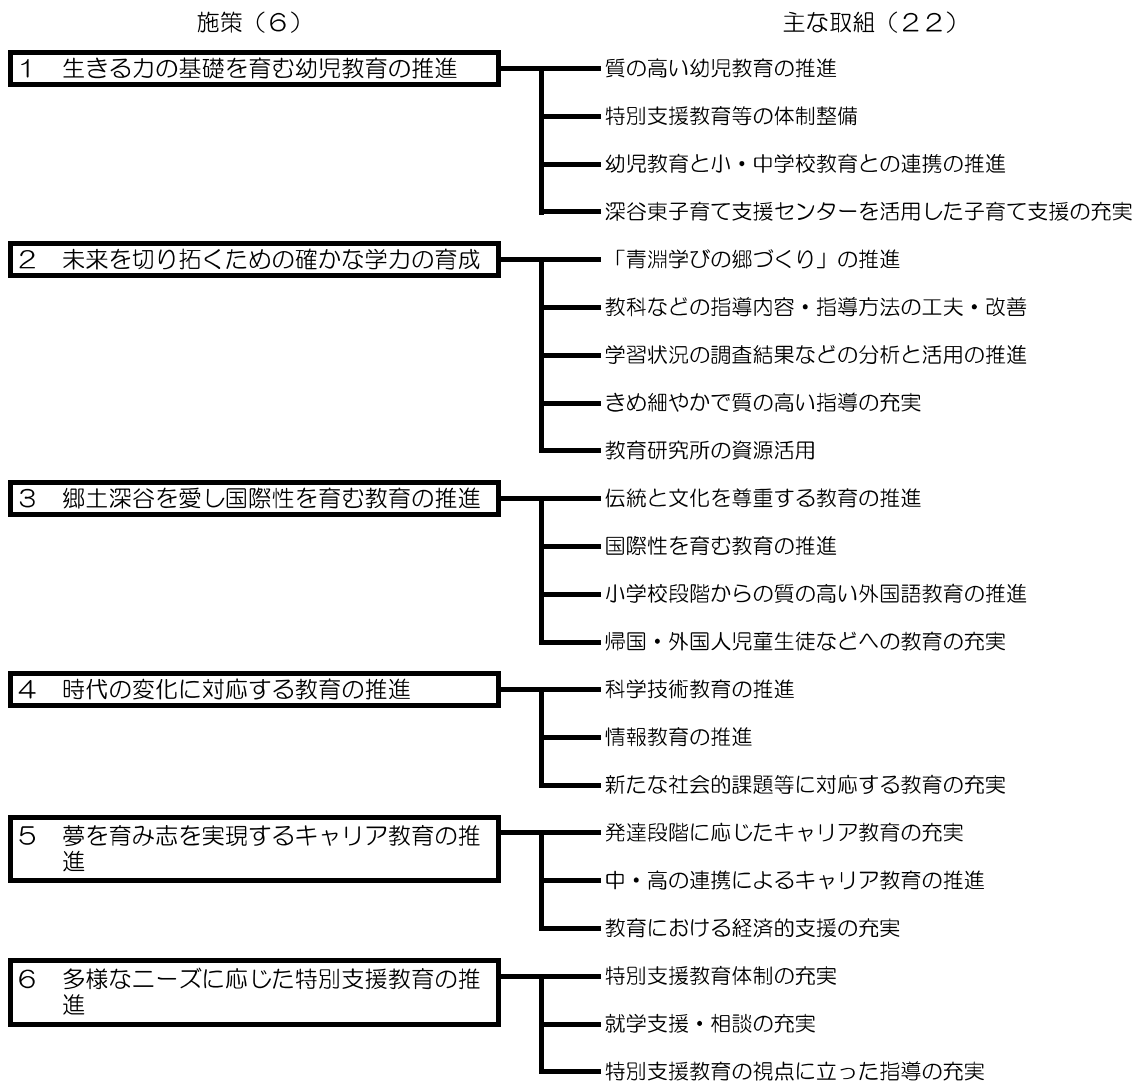 施策（６）
主な取組（２２）
１　生きる力の基礎を育む幼児教育の推進
質の高い幼児教育の推進
特別支援教育等の体制整備
幼児教育と小・中学校教育との連携の推進
深谷東子育て支援センターを活用した子育て支援の充実
２　未来を切り拓くための確かな学力の育成
「青淵学びの郷づくり」の推進
教科などの指導内容・指導方法の工夫・改善
学習状況の調査結果などの分析と活用の推進
きめ細やかで質の高い指導の充実
教育研究所の資源活用
３　郷土深谷を愛し国際性を育む教育の推進
伝統と文化を尊重する教育の推進
国際性を育む教育の推進
小学校段階からの質の高い外国語教育の推進
帰国・外国人児童生徒などへの教育の充実
４　時代の変化に対応する教育の推進
科学技術教育の推進
情報教育の推進
新たな社会的課題等に対応する教育の充実
５　夢を育み志を実現するキャリア教育の推
進
発達段階に応じたキャリア教育の充実
中・高の連携によるキャリア教育の推進
教育における経済的支援の充実
６　多様なニーズに応じた特別支援教育の推
進
特別支援教育体制の充実
就学支援・相談の充実
特別支援教育の視点に立った指導の充実